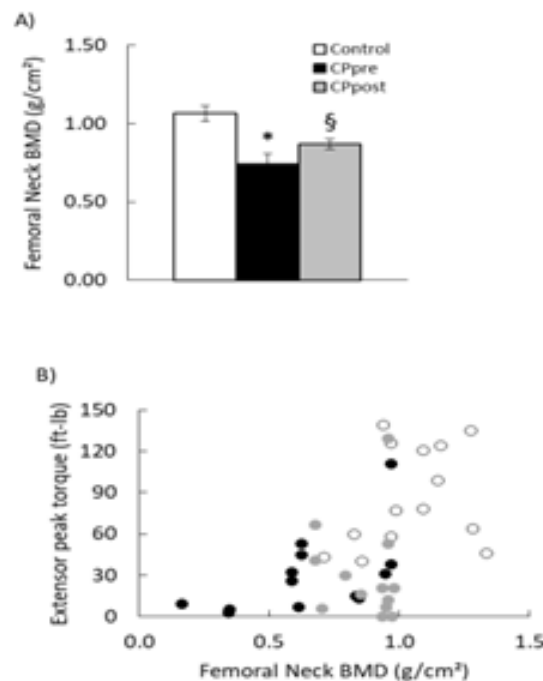 A)
Control
CPpre
CPpost
Femoral Neck BMD (g/cm²)
1.50
1.00
0.50
0.00
*
§
B)
Extensor peak torque (ft-lb)
150
120
90
60
30
0
0.0 0.5 1.0 1.5
Femoral Neck BMD (g/cm²)